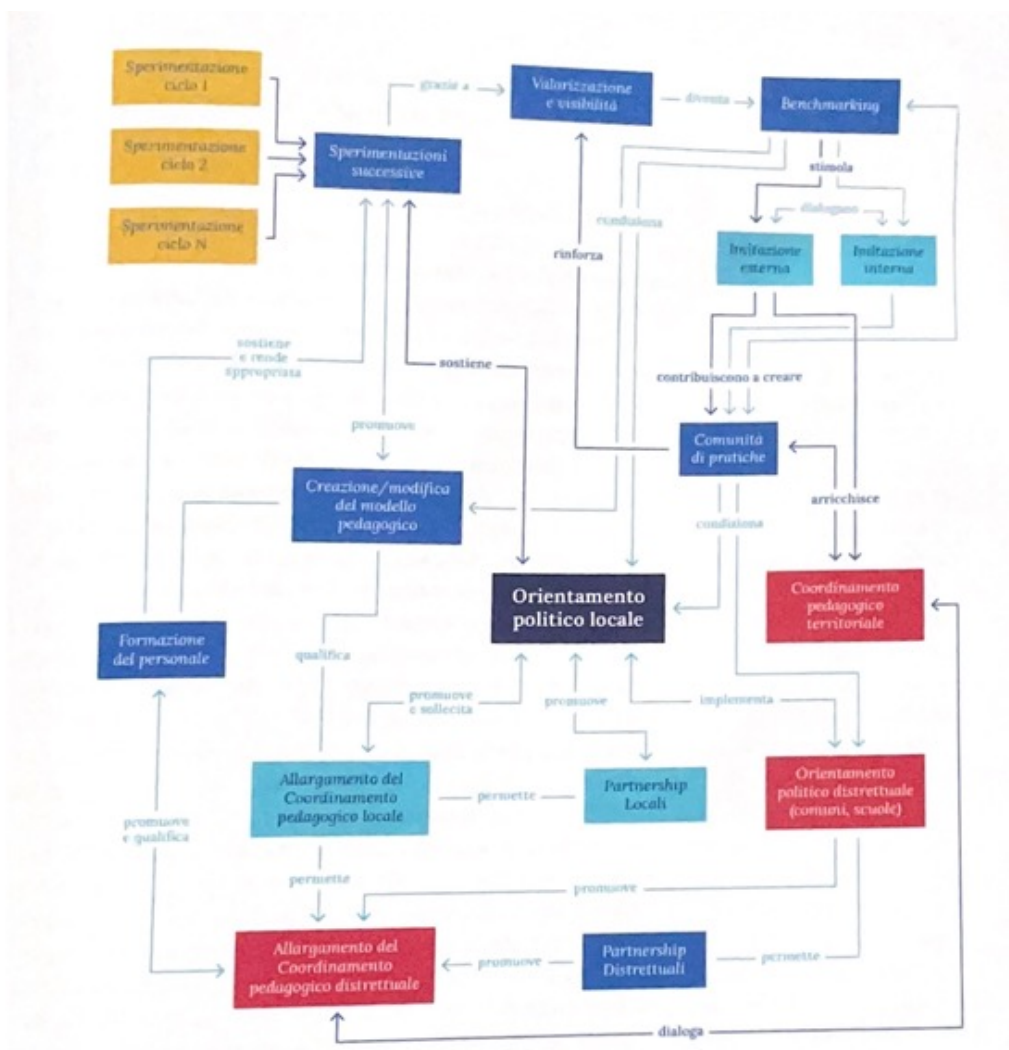 Sperimentazione
ciclo 1
grazie a
Valorizzazione
e visibilità
diventa
Benchmarking
Sperimentazione
ciclo 2
Sperimentazioni
successive
stimola
dialogano
Sperimentazione
ciclo N
condiziona
rinforza
Imitazione
esterna
Imitazione
interna
sostiene
e rende
appropriata
sostiene
contribuiscono a creare
promuove
Comunità
di pratiche
Creazione/modifica
del modello
pedagogico
arricchisce
condiziona
Orientamento
politico locale
Coordinamento
pedagogico
territoriale
Formazione
del personale
qualifica
promuove
e sollecita
promuove
implementa
Allargamento del
Coordinamento
pedagogico locale
permette
Partnership
Locali
Orientamento
politico distrettuale
(comuni, scuole)
promuove
e qualifica
permette
promuove
Allargamento del
Coordinamento
pedagogico distrettuale
promuove
Partnership
Distrettuali
permette
dialoga